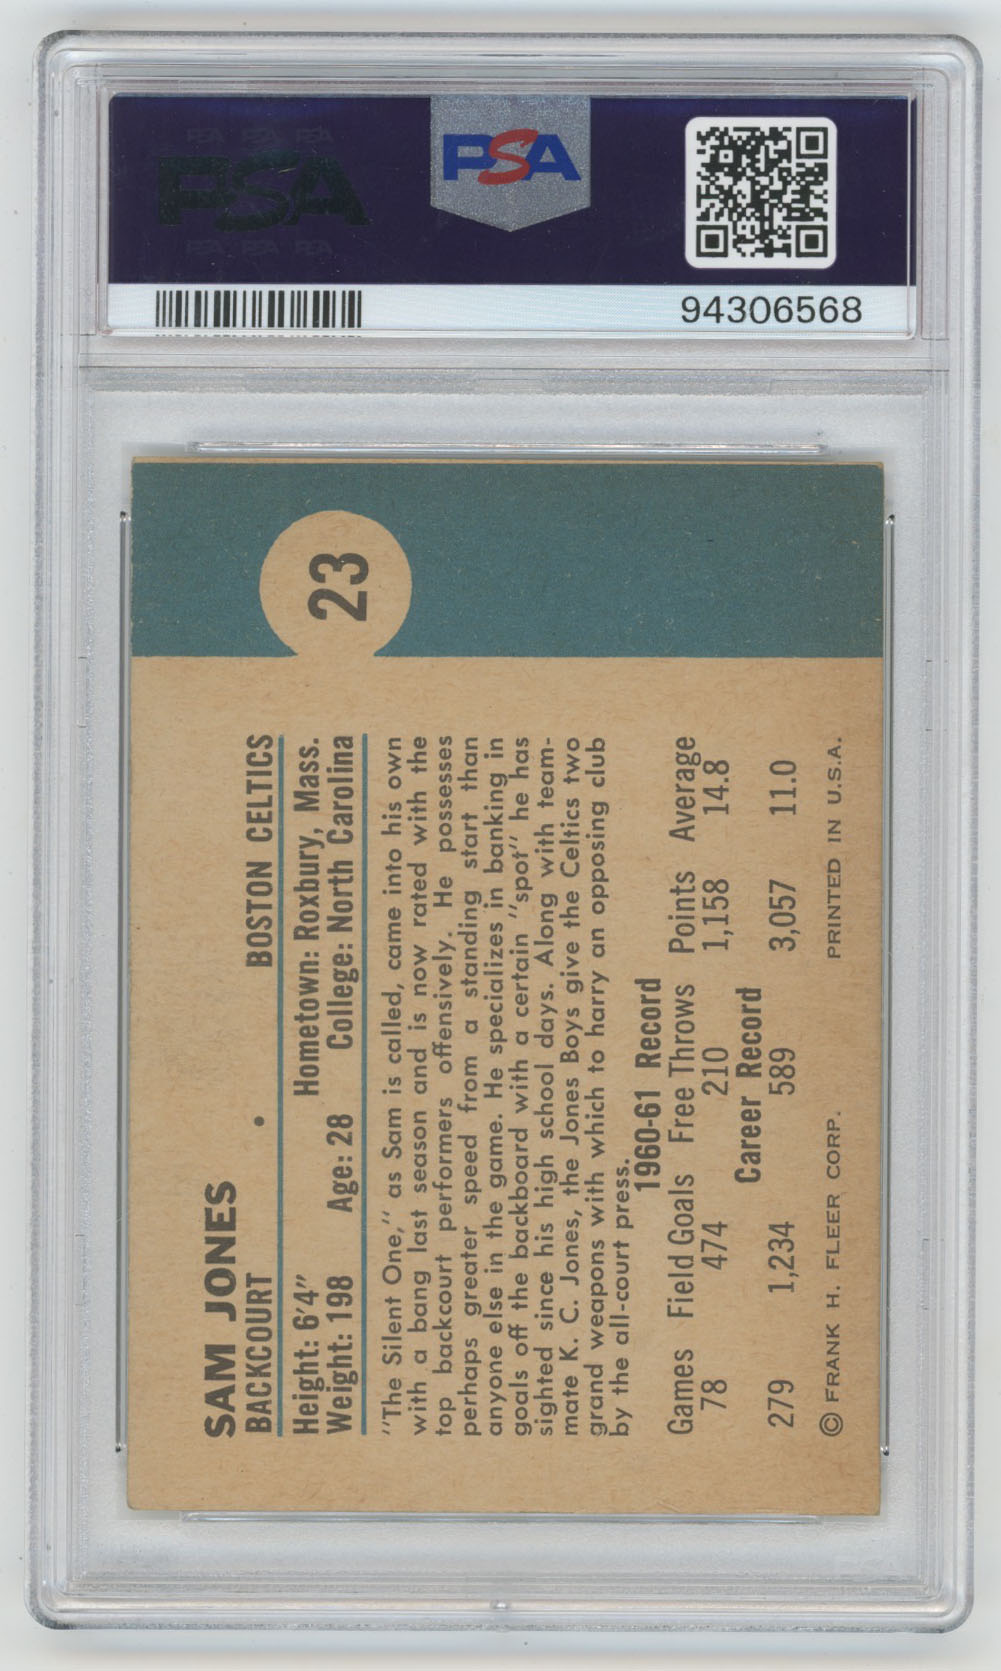 PSA PSA PSA
PSA
PSA PSA PSA
PSA
94306568
23
SAM JONES
BACKCOURT • BOSTON CELTICS
Height: 6'4" Hometown: Roxbury, Mass.
Weight: 198 Age: 28 College: North Carolina
"The Silent One," as Sam is called, came into his own
with a bang last season and is now rated with the
top backcourt performers offensively. He possesses
perhaps greater speed from a standing start than
anyone else in the game. He specializes in banking in
goals off the backboard with a certain "spot" he has
sighted since his high school days. Along with team-
mate K. C. Jones, the Jones Boys give the Celtics two
grand weapons with which to harry an opposing club
by the all-court press.
1960-61 Record
Games Field Goals Free Throws Points Average
78 474 210 1,158 14.8
Career Record
279 1,234 589 3,057 11.0
© FRANK H. FLEER CORP. PRINTED IN U.S.A.